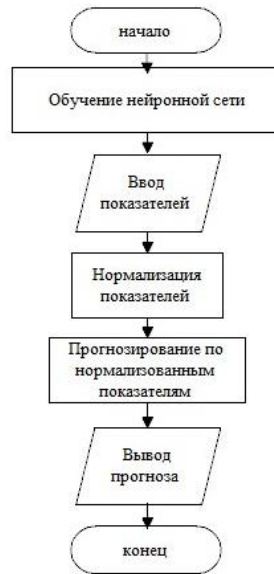 начало
Обучение нейронной сети
Ввод
показателей
Нормализация
показателей
Прогнозирование по
нормализованным
показателям
Вывод
прогноза
конец